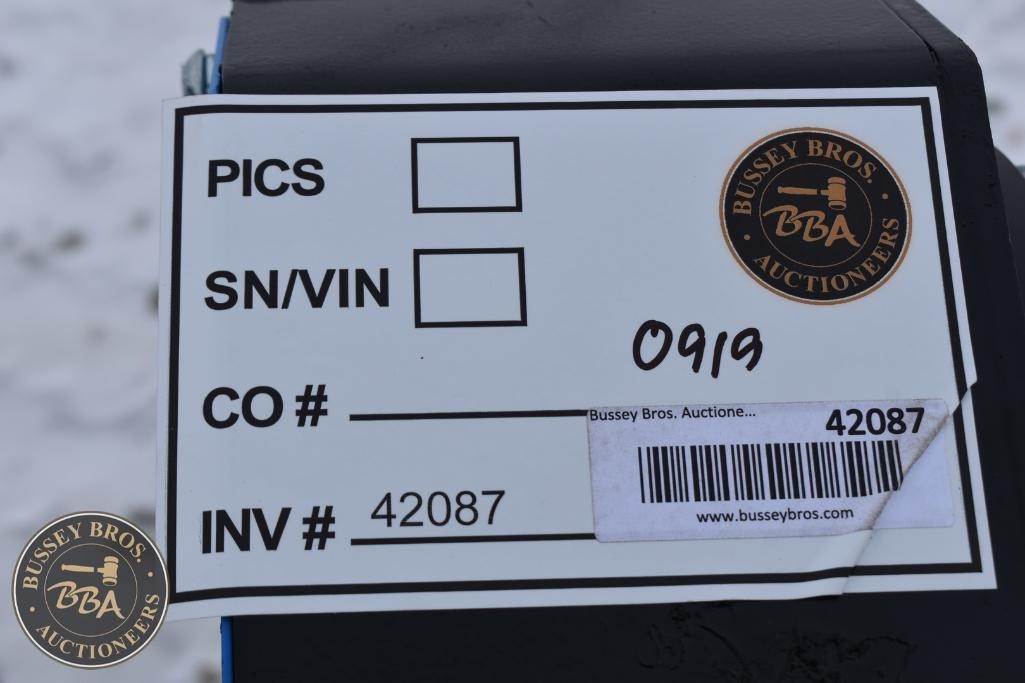 PICS
BUSSEY BROS.
BBA
AUCTIONEERS
SN/VIN
0919
CO #
Bussey Bros. Auctione...
42087
www.busseybros.com
INV # 42087
BUSSEY BROS.
BBA
AUCTIONEERS